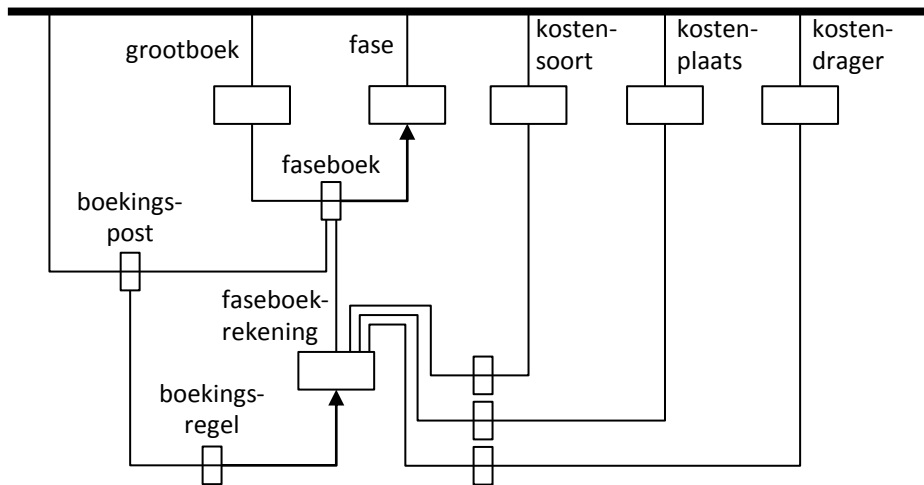 grootboek
fase
kosten-
soort
kosten-
plaats
kosten-
drager
faseboek
boekings-
post
faseboek-
rekening
boekings-
regel